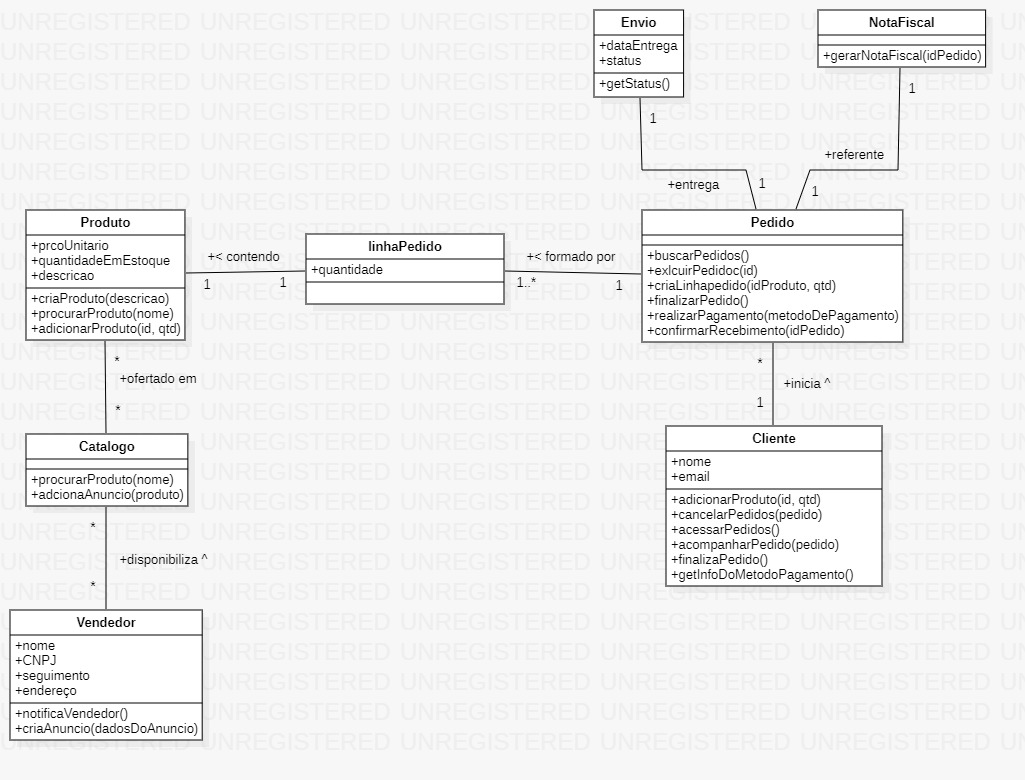 Envio
+dataEntrega
+status
+getStatus()
1
+entrega
1
NotaFiscal
+gerarNotaFiscal(idPedido)
1
+referente
1
Produto
+prcoUnitario
+quantidadeEmEstoque
+descricao
+criaProduto(descricao)
+procurarProduto(nome)
+adicionarProduto(id, qtd)
+< contendo
1
1
linhaPedido
+quantidade
+< formado por
1..*
1
Pedido
+buscarPedidos()
+exlcuirPedidoc(id)
+criaLinhapedido(idProduto, qtd)
+finalizarPedido()
+realizarPagamento(metodoDePagamento)
+confirmarRecebimento(idPedido)
*
+inicia ^
1
Cliente
+nome
+email
+adicionarProduto(id, qtd)
+cancelarPedidos(pedido)
+acessarPedidos()
+acompanharPedido(pedido)
+finalizaPedido()
+getInfoDoMetodoPagamento()
*
+ofertado em
*
Catalogo
+procurarProduto(nome)
+adcionaAnuncio(produto)
*
+disponibiliza ^
*
Vendedor
+nome
+CNPJ
+seguimento
+endereço
+notificaVendedor()
+criaAnuncio(dadosDoAnuncio)
UNREGISTERED